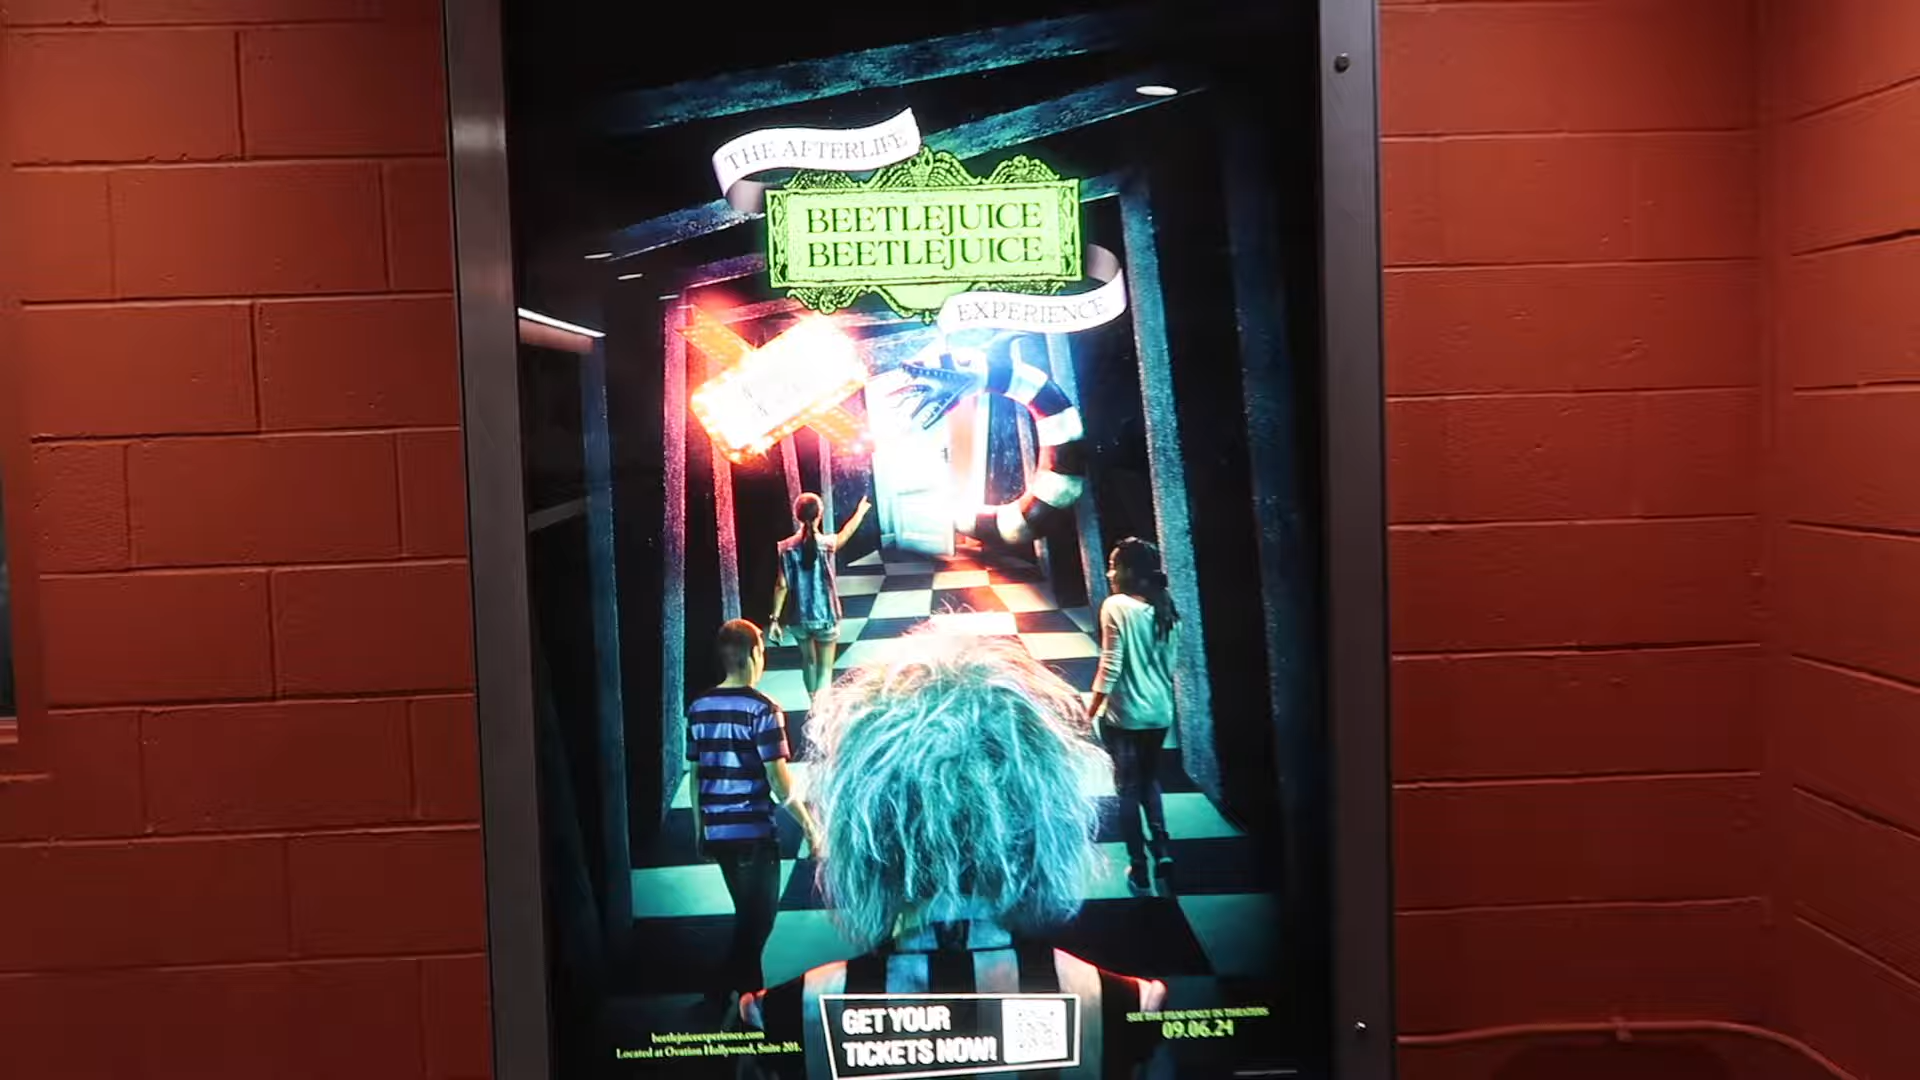 THE AFTERLIFE
BEETLEJUICE
BEETLEJUICE
EXPERIENCE
GET YOUR
TICKETS NOW!
beetlejuiceexperience.com
Located at Ovation Hollywood, Suite 201.
SEE THE FILM ONLY IN THEATERS
09.06.24